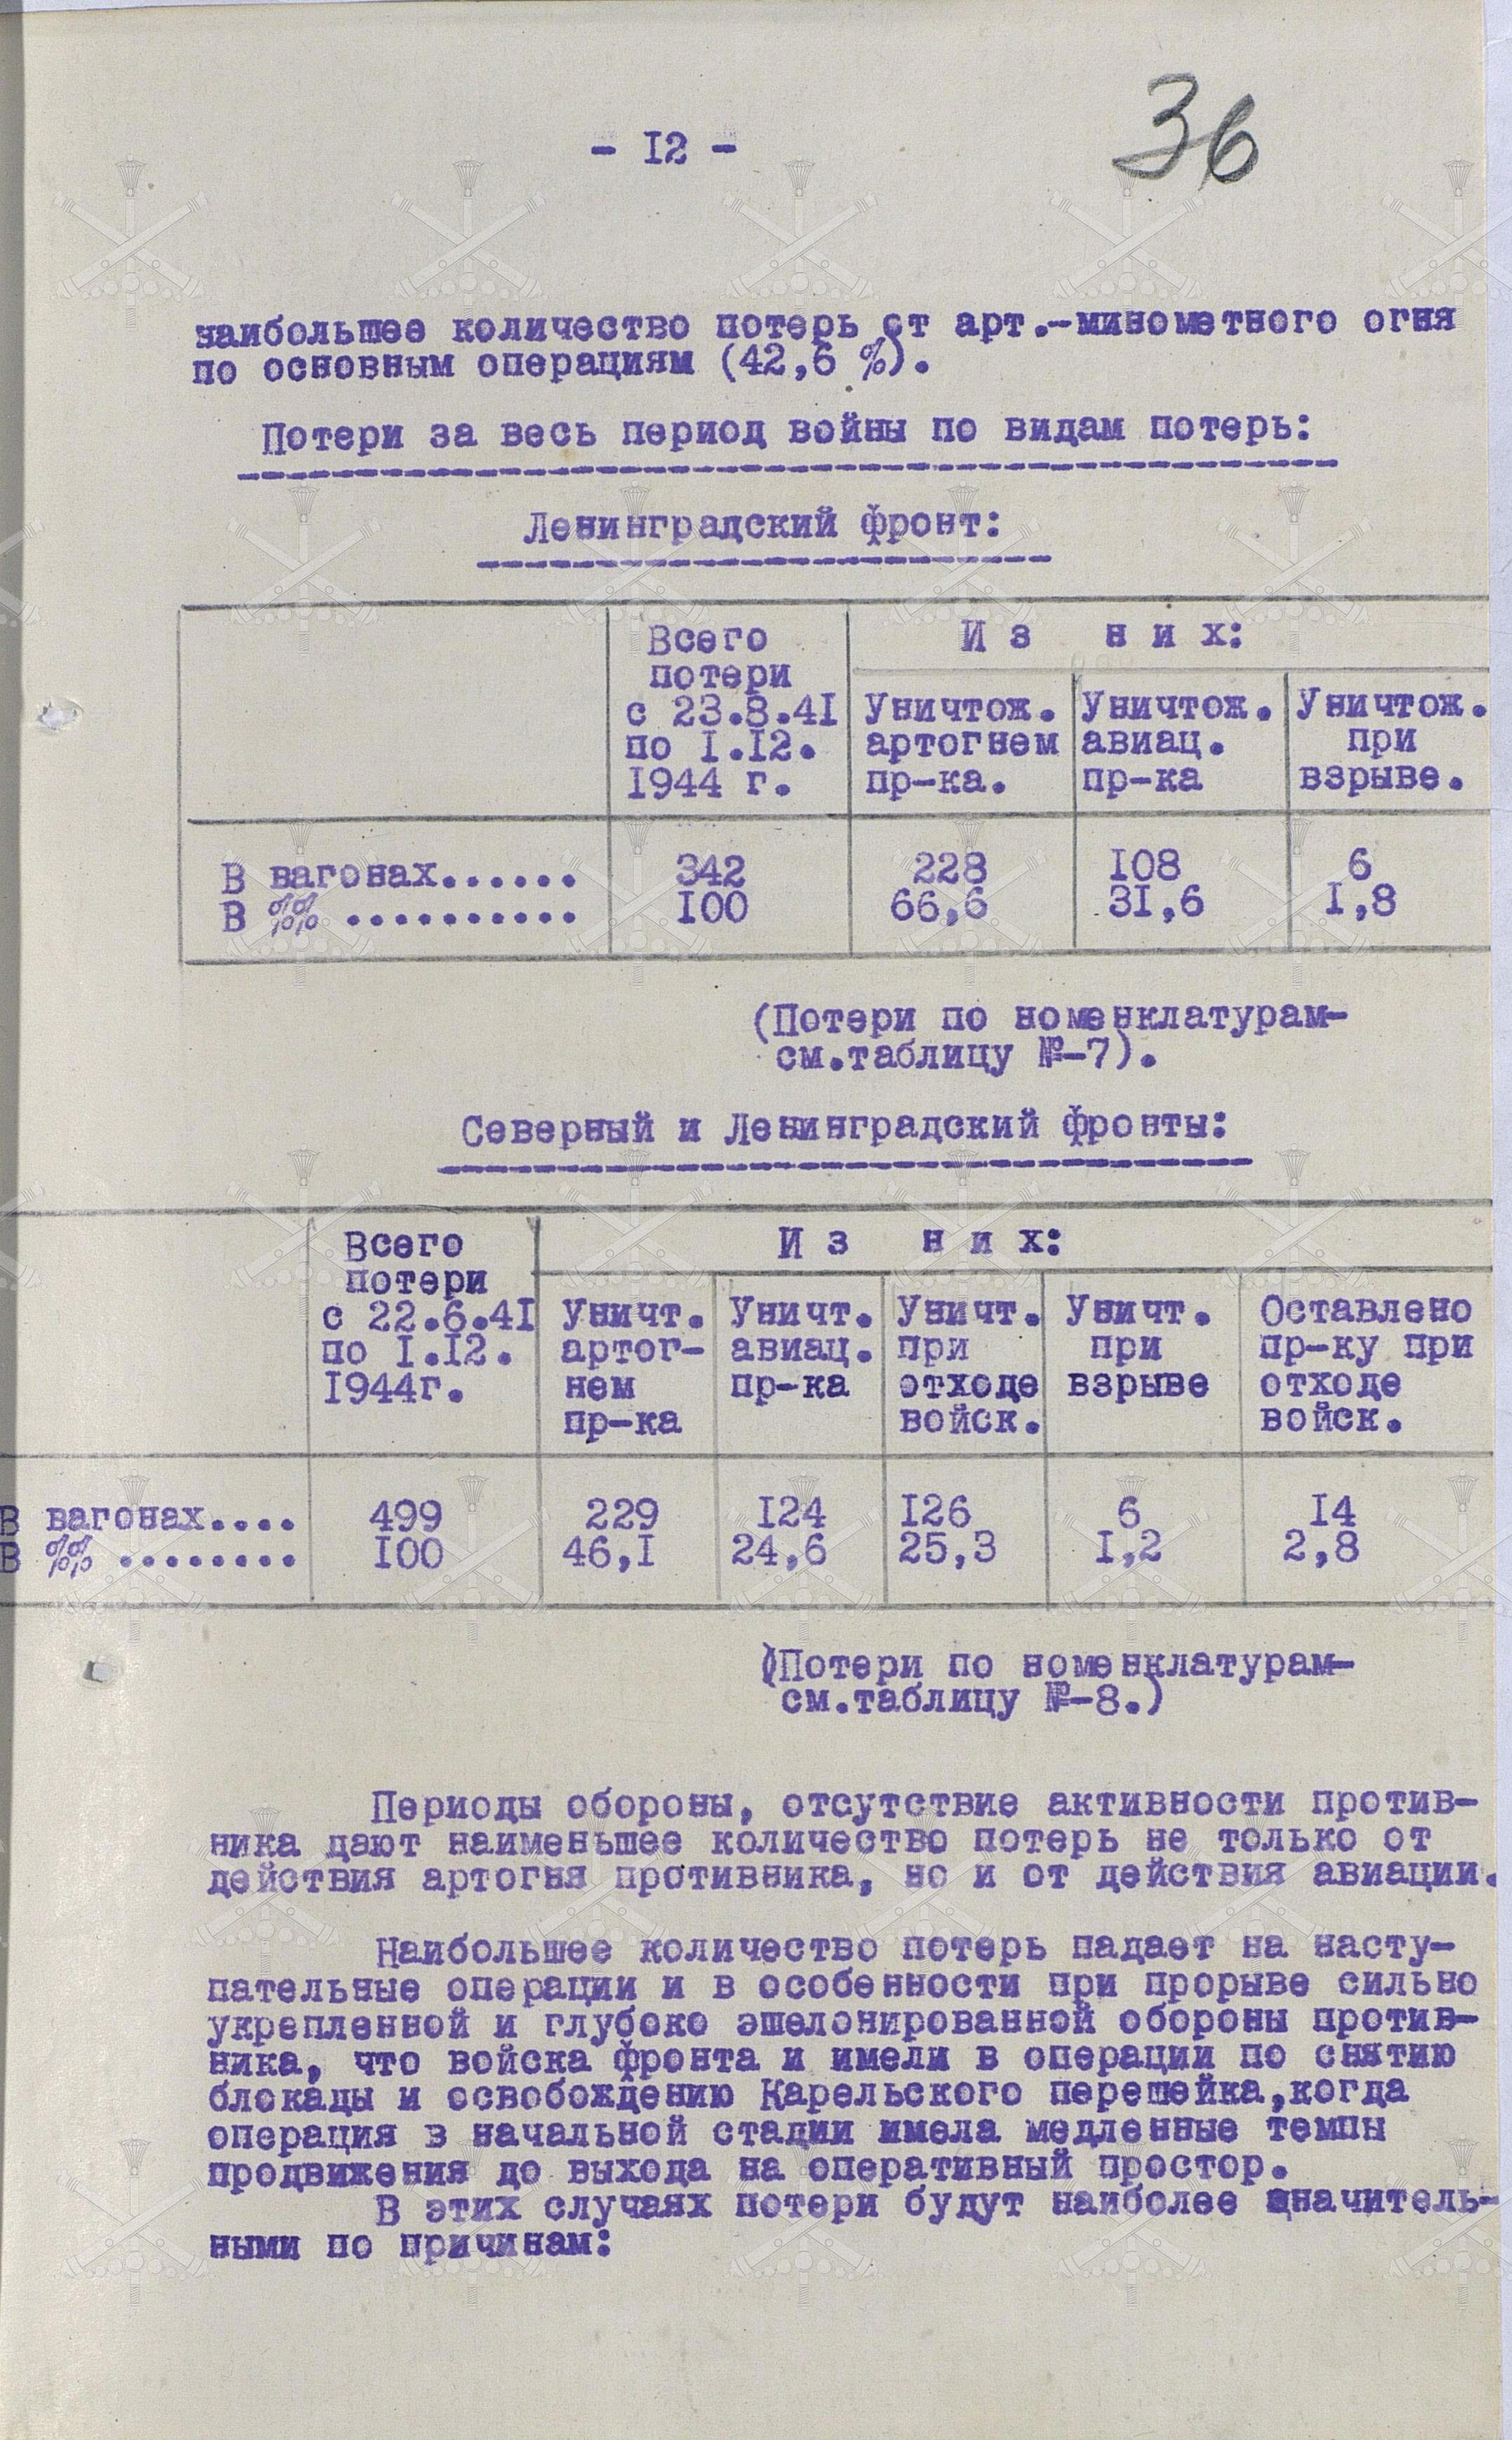 - I2 -
36
наибольшее количество потерь от арт.-минометного огня
по основным операциям (42,6 %).
Потери за весь период войны по видам потерь:
Ленинградский фронт:
Всего
потери
с 23.8.4I
по I.I2.
I944 г.
И з   н и х:
Уничтож.
артогнем
пр-ка.
Уничтож.
авиац.
пр-ка
Уничтож.
при
взрыве.
В вагонах...... 342 228 I08 6
В %% .......... I00 66,6 3I,6 I,8
(Потери по номенклатурам-
см.таблицу №-7).
Северный и Ленинградский фронты:
Всего
потери
с 22.6.4I
по I.I2.
I944г.
И з   н и х:
Уничт.
артог-
нем
пр-ка
Уничт.
авиац.
пр-ка
Уничт.
при
отходе
войск.
Уничт.
при
взрыве
Оставлено
пр-ку при
отходе
войск.
В вагонах.... 499 229 I24 I26 6 I4
В %% ........ I00 46,I 24,6 25,3 I,2 2,8
(Потери по номенклатурам-
см.таблицу №-8.)
Периоды обороны, отсутствие активности против-
ника дают наименьшее количество потерь не только от
действия артогня противника, но и от действия авиации.
Наибольшее количество потерь падает на насту-
пательные операции и в особенности при прорыве сильно
укрепленной и глубоко эшелонированной обороны против-
ника, что войска фронта и имели в операции по снятию
блокады и освобождению Карельского перешейка,когда
операция в начальной стадии имела медленные темпы
продвижения до выхода на оперативный простор.
В этих случаях потери будут наиболее значитель-
ными по причинам: